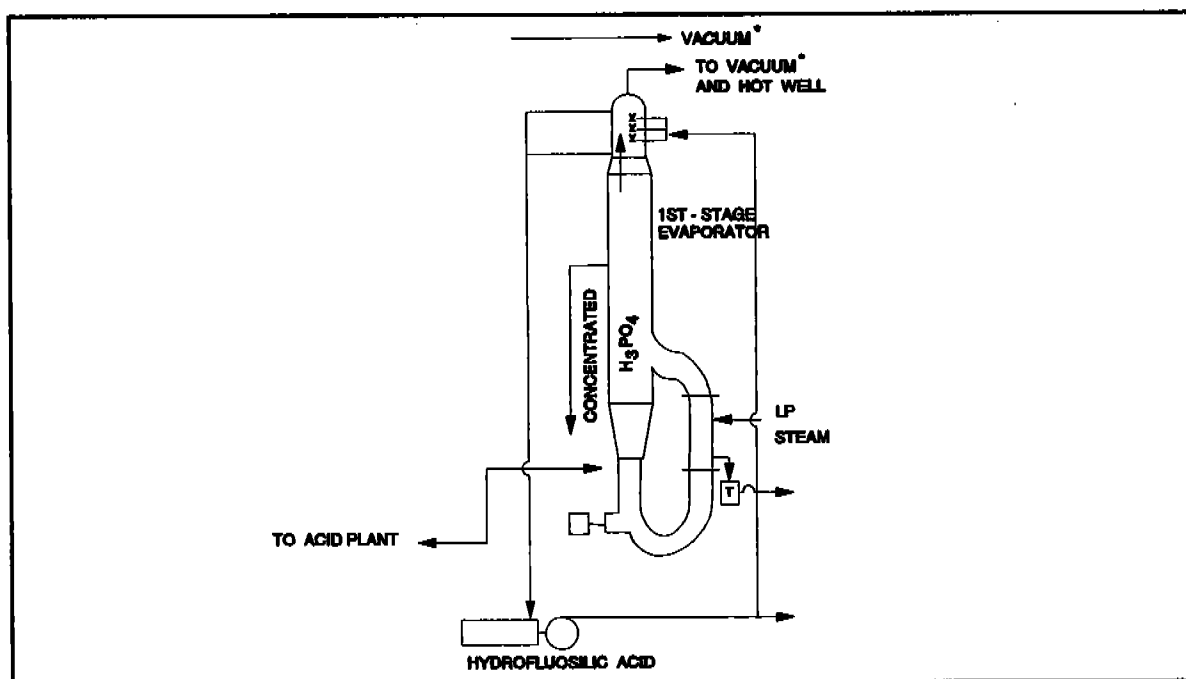 VACUUM*
TO VACUUM*
AND HOT WELL
1ST - STAGE
EVAPORATOR
CONCENTRATED
H3PO4
LP
STEAM
T
TO ACID PLANT
HYDROFLUOSILIC ACID